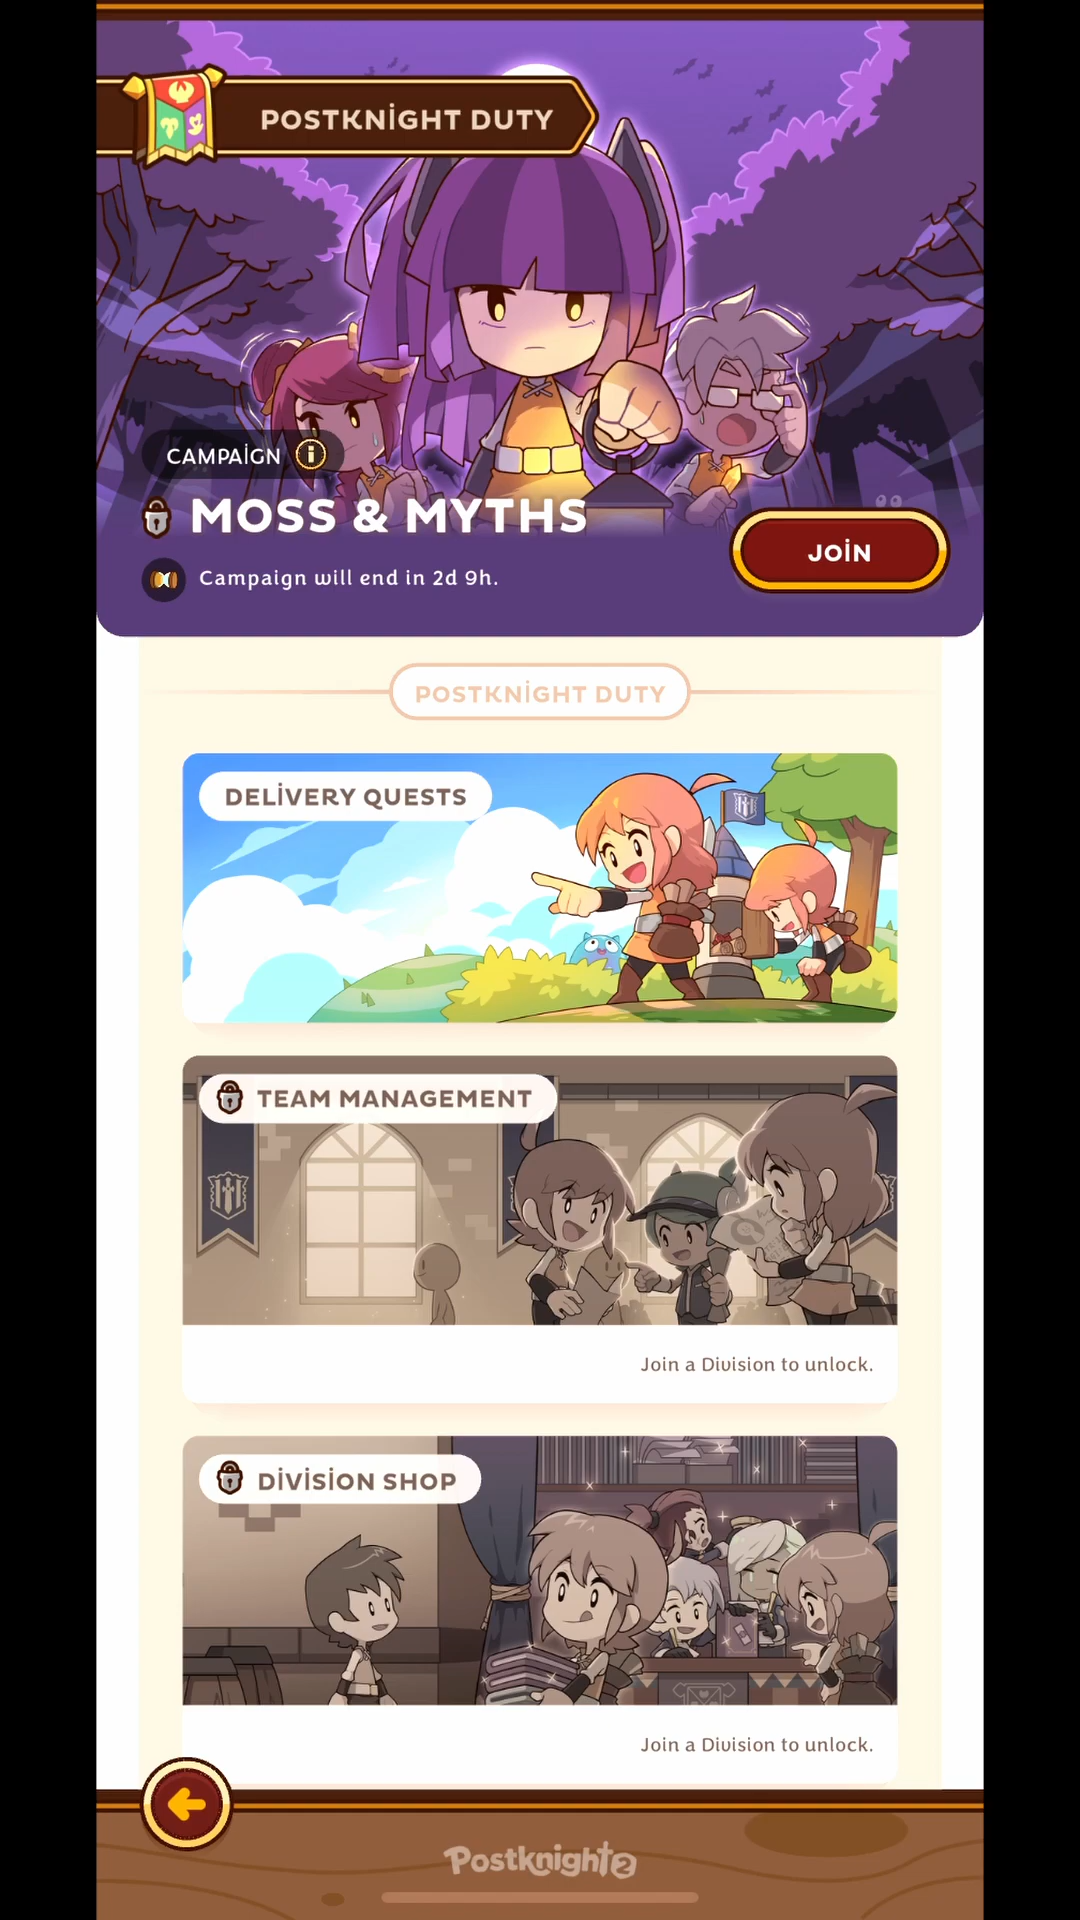 POSTKNIGHT DUTY
CAMPAIGN
MOSS & MYTHS
Campaign will end in 2d 9h.
JOIN
POSTKNIGHT DUTY
DELIVERY QUESTS
TEAM MANAGEMENT
Join a Division to unlock.
DIVISION SHOP
Join a Division to unlock.
Postknight2